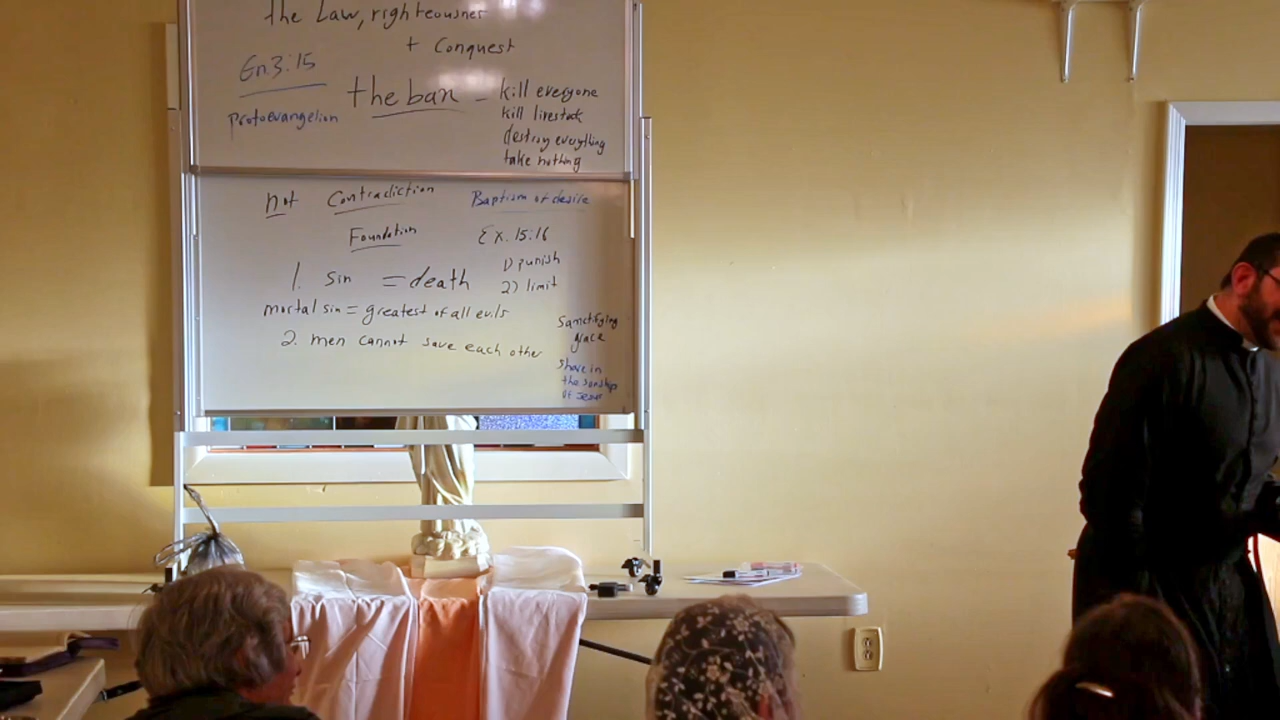 the Law, righteousness
+ Conquest
Gn.3:15
protoevangelion
the ban - kill everyone
kill livestock
destroy everything
take nothing
not Contradiction
Foundation
1. sin = death
mortal sin = greatest of all evils
2. men cannot save each other
Baptism of desire
Ex. 15:16
1) punish
2) limit
Sanctifying
grace
share in
the sonship
of Jesus